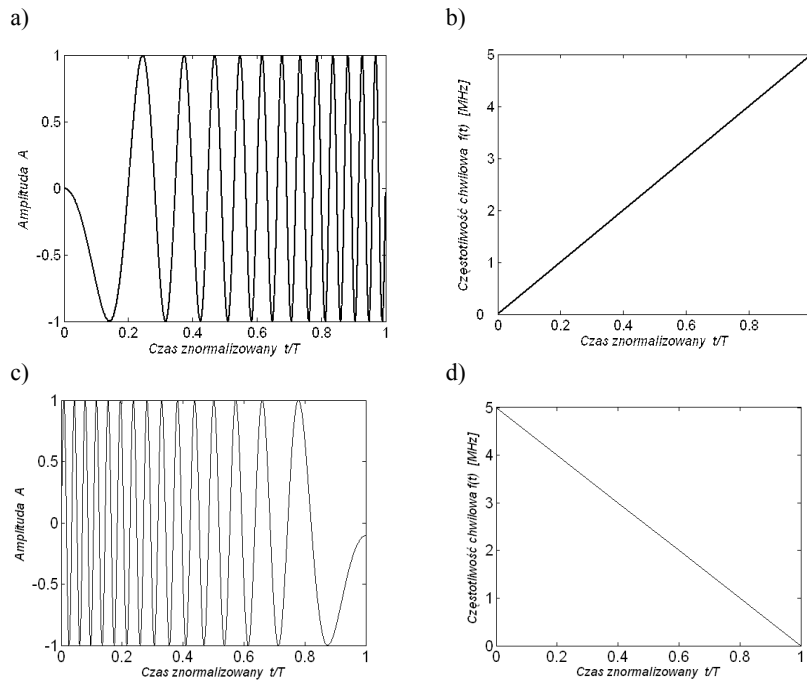 a)
b)
1
0.5
0
-0.5
-1
Amplituda A
0 0.2 0.4 0.6 0.8 1
Czas znormalizowany t/T
5
4
3
2
1
0
Częstotliwość chwilowa f(t) [MHz]
0 0.2 0.4 0.6 0.8
Czas znormalizowany t/T
c)
d)
1
0.5
0
-0.5
-1
Amplituda A
0 0.2 0.4 0.6 0.8 1
Czas znormalizowany t/T
5
4
3
2
1
0
Częstotliwość chwilowa f(t) [MHz]
0 0.2 0.4 0.6 0.8 1
Czas znormalizowany t/T